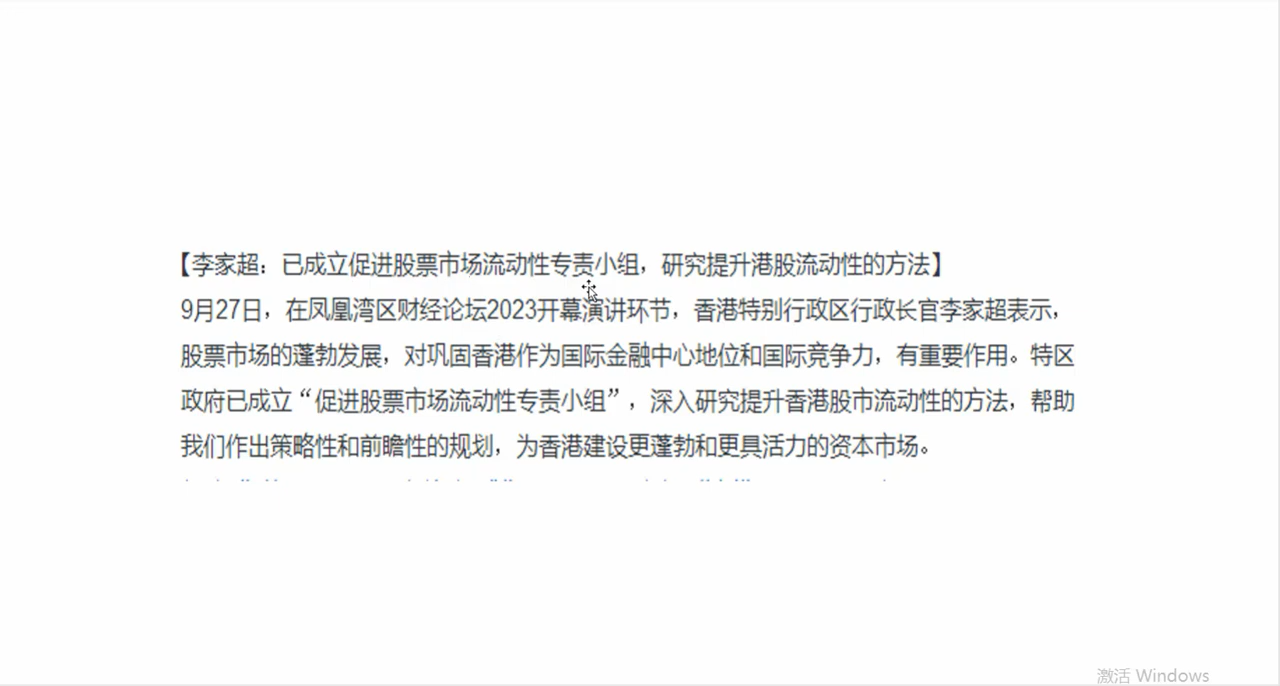 【李家超：已成立促进股票市场流动性专责小组，研究提升港股流动性的方法】
9月27日，在凤凰湾区财经论坛2023开幕演讲环节，香港特别行政区行政长官李家超表示，
股票市场的蓬勃发展，对巩固香港作为国际金融中心地位和国际竞争力，有重要作用。特区
政府已成立“促进股票市场流动性专责小组”，深入研究提升香港股市流动性的方法，帮助
我们作出策略性和前瞻性的规划，为香港建设更蓬勃和更具活力的资本市场。
激活 Windows